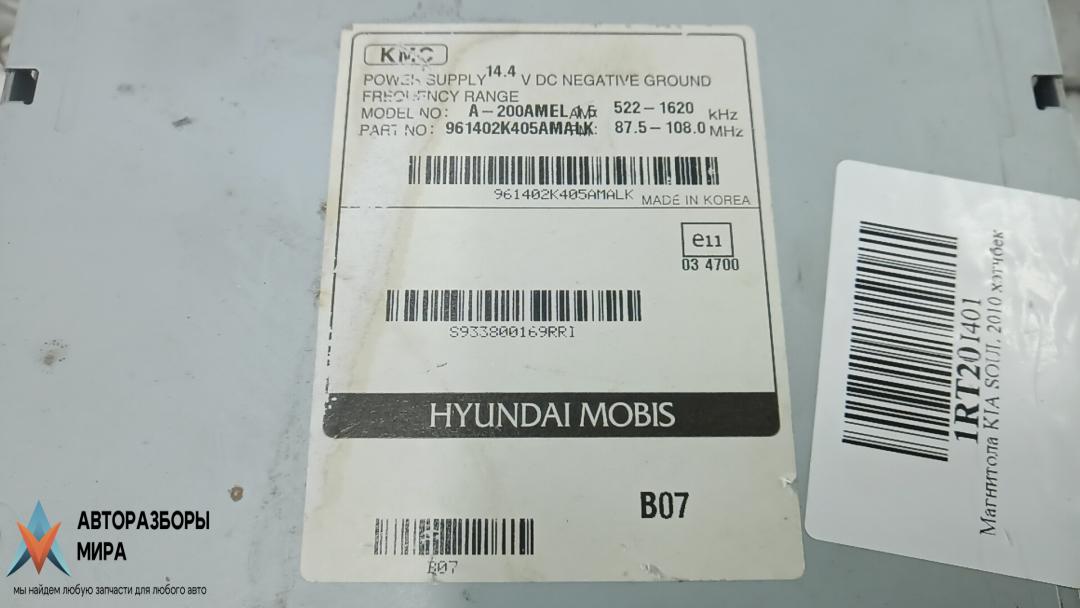 KMC
POWER SUPPLY 14.4 V DC NEGATIVE GROUND
FREQUENCY RANGE
MODEL NO: A-200AMEL AM: 522-1620 kHz
PART NO: 961402K405AMALK FM: 87.5-108.0 MHz
961402K405AMALK
MADE IN KOREA
e11
03 4700
S933800169RRI
HYUNDAI MOBIS
B07
B07
1RT201401
Магнитола KIA SOUL, 2010 хэтчбек
АВТОРАЗБОРЫ
МИРА
мы найдем любую запчасти для любого авто